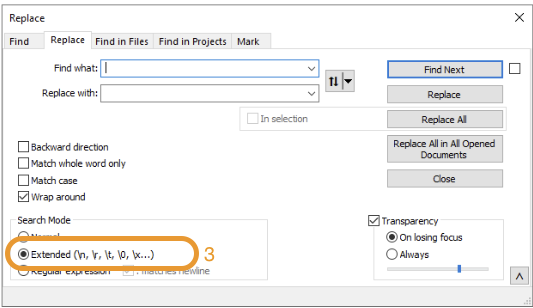 Replace
Find Replace Find in Files Find in Projects Mark
Find what: Find Next
Replace with: Replace
In selection Replace All
Replace All in All Opened
Documents
Close
Backward direction
Match whole word only
Match case
Wrap around
Search Mode
Normal
Extended (\n, \r, \t, \0, \x...) 3
Regular expression . matches newline
Transparency
On losing focus
Always